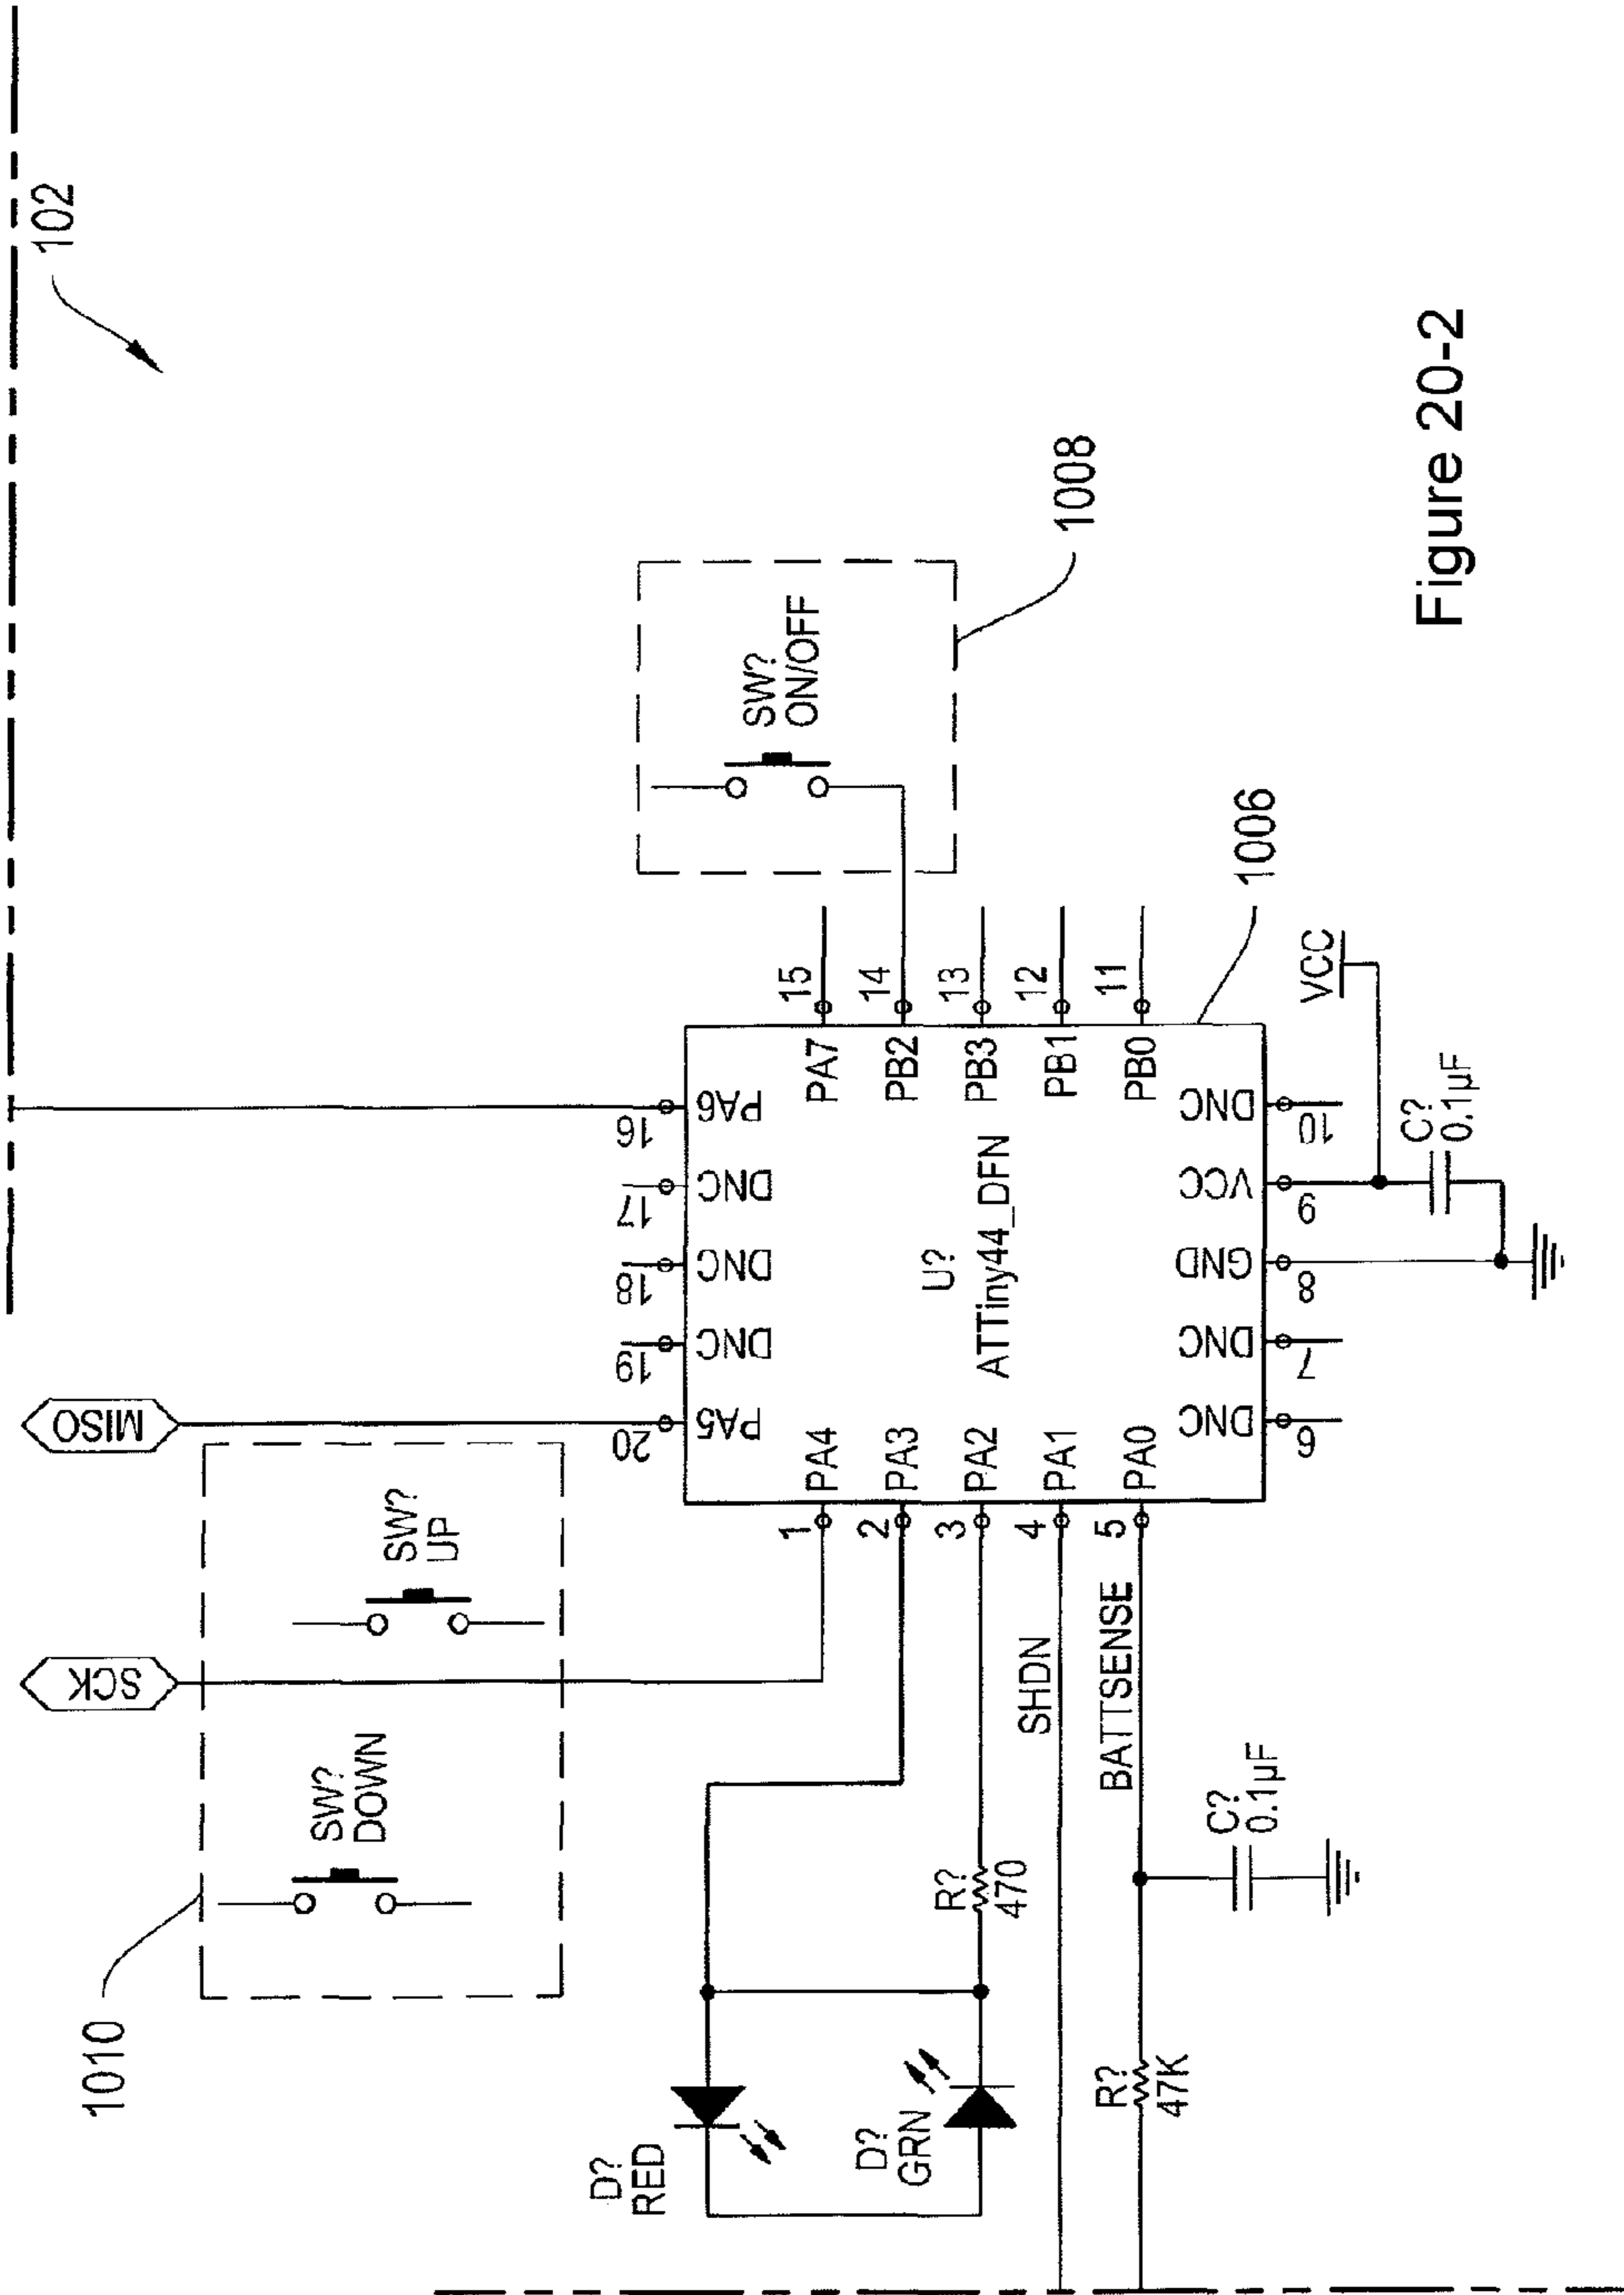 102
1010
SW?
DOWN
SCK
SW?
UP
MISO
SW?
ON/OFF
1008
D?
RED
D?
GRN
R?
470
SHDN
BATTSENSE
R?
47K
C?
0.1µF
1 PA4
2 PA3
3 PA2
4 PA1
5 PA0
20 PA5
19 DNC
18 DNC
17 DNC
16 PA6
U?
ATTiny44_DFN
PA7 15
PB2 14
PB3 13
PB1 12
PB0 11
6 DNC
7 DNC
8 GND
9 VCC
10 DNC
1006
VCC
C?
0.1µF
Figure 20-2